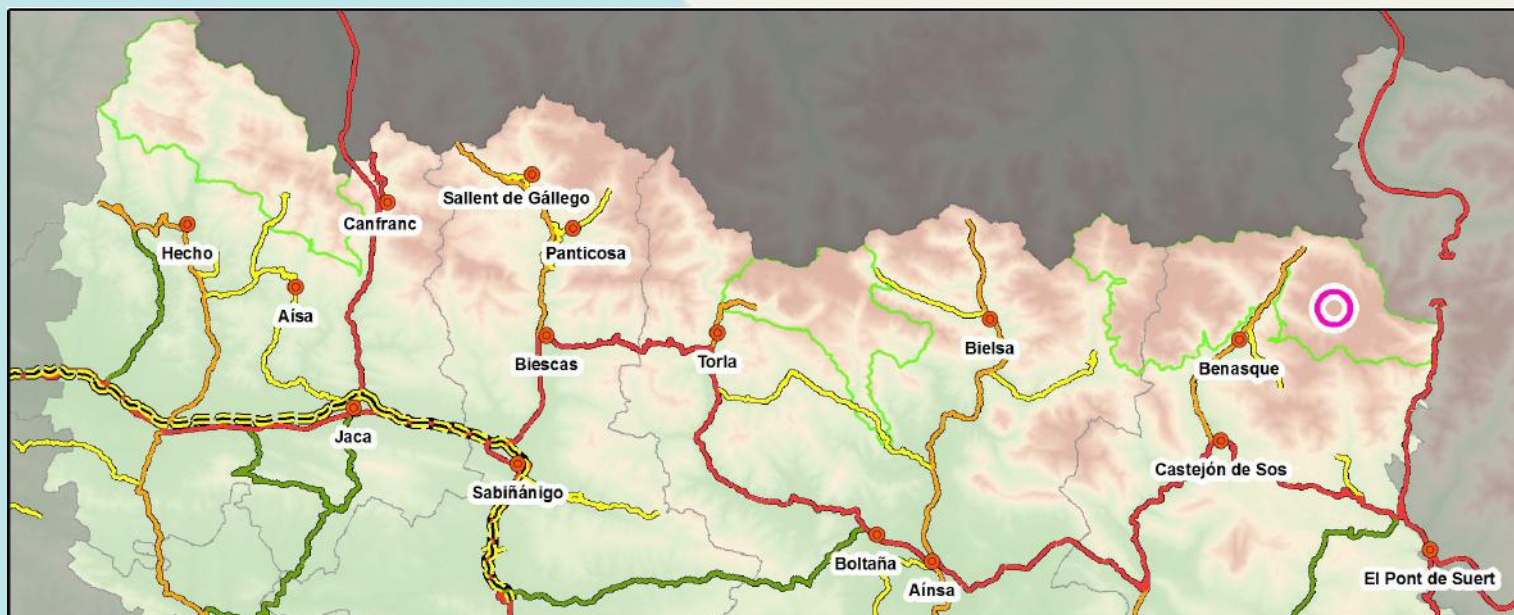 Sallent de Gállego
Canfranc
Hecho
Panticosa
Aísa
Bielsa
Biescas
Torla
Benasque
Jaca
Castejón de Sos
Sabiñánigo
Boltaña
Aínsa
El Pont de Suert